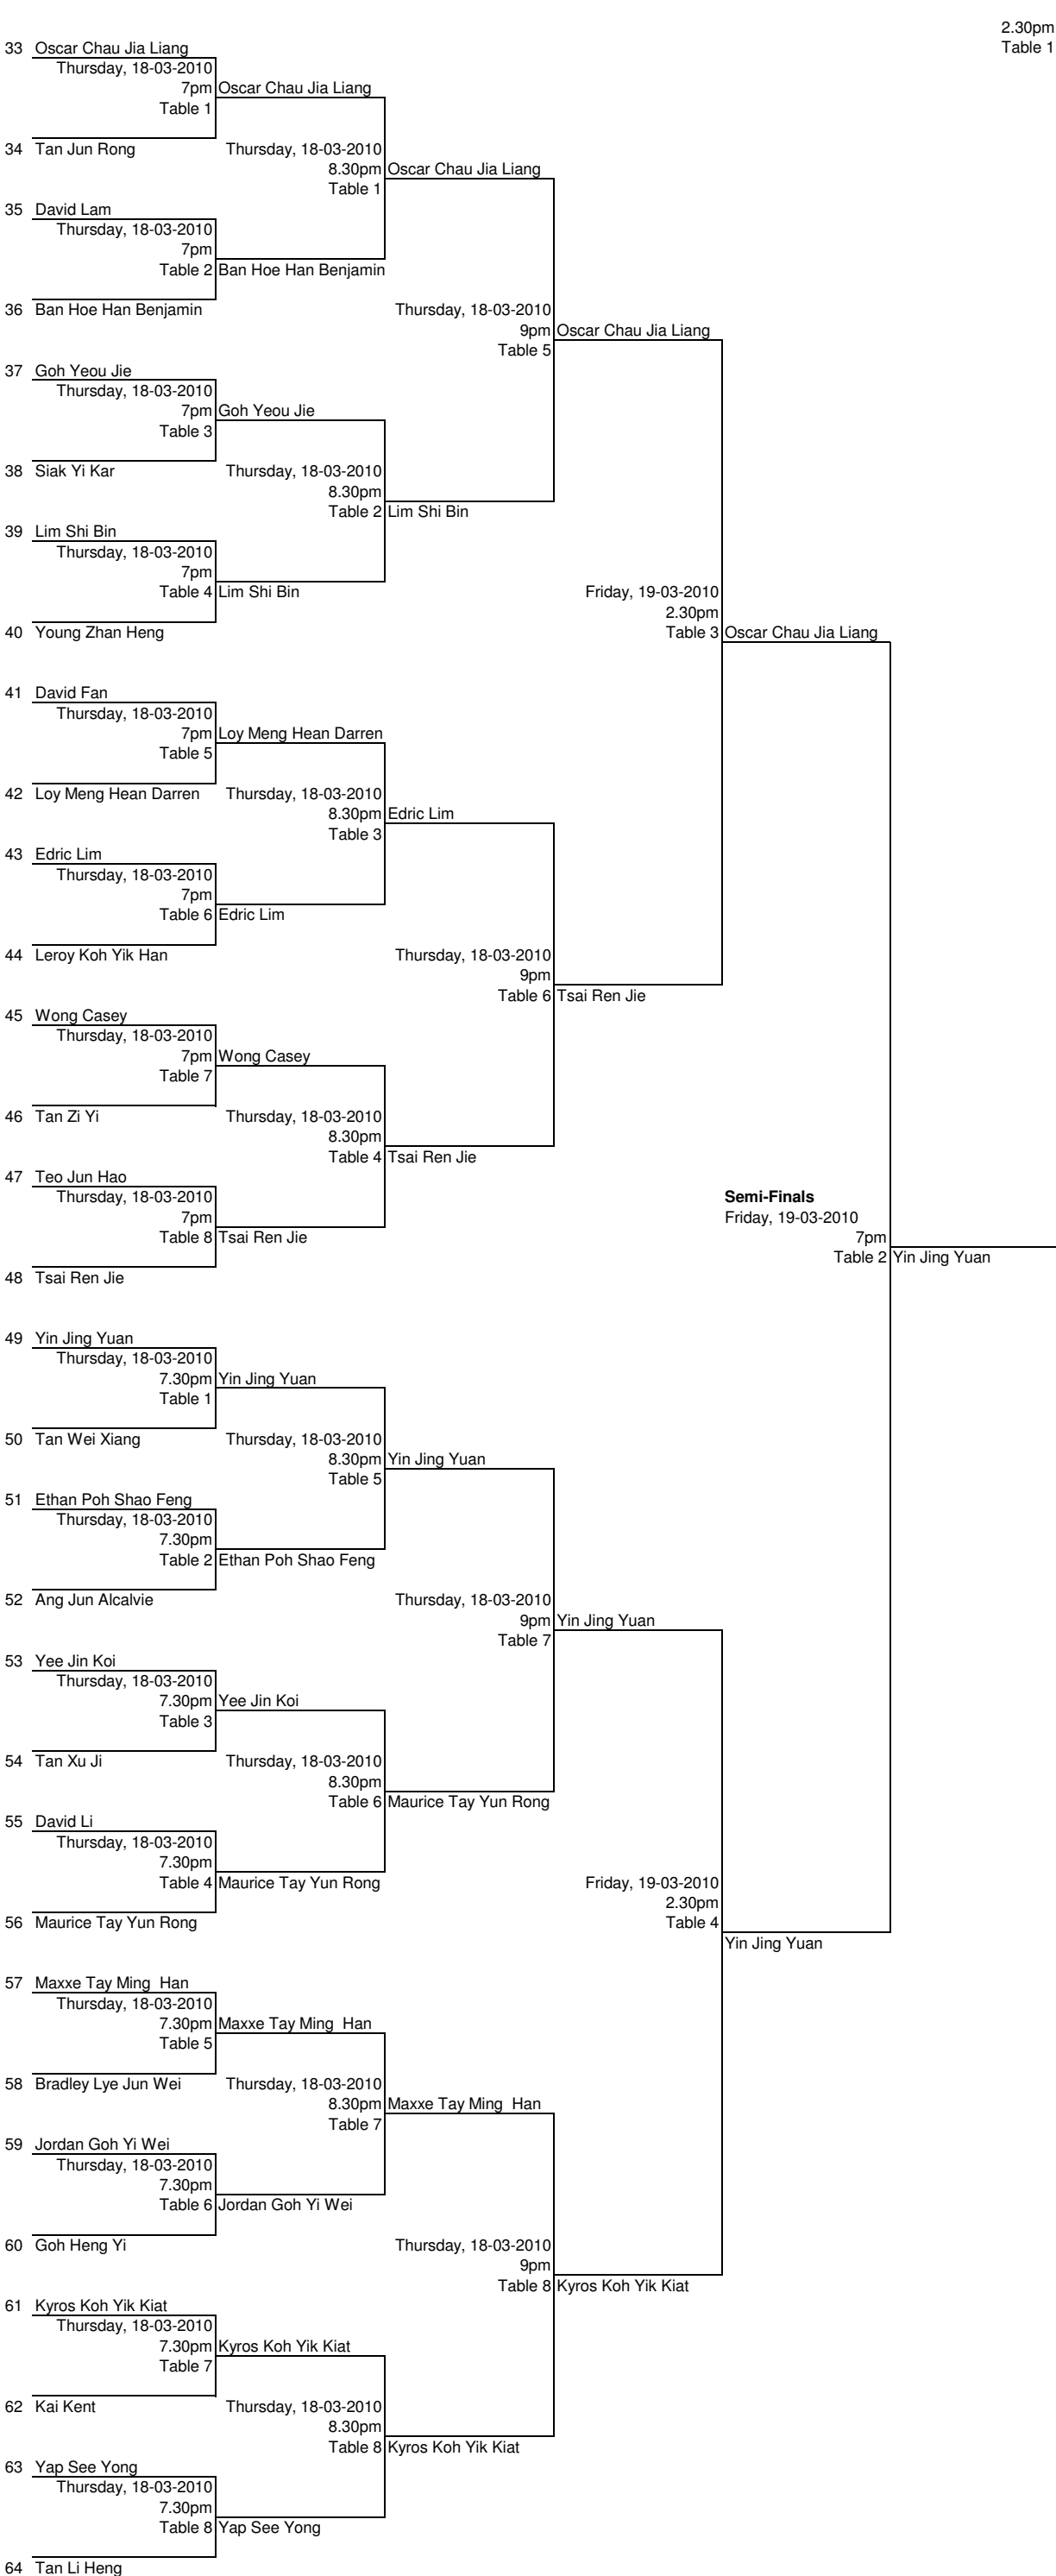 2.30pm
Table 1
33 Oscar Chau Jia Liang
Thursday, 18-03-2010
7pm Oscar Chau Jia Liang
Table 1
34 Tan Jun Rong Thursday, 18-03-2010
8.30pm Oscar Chau Jia Liang
Table 1
35 David Lam
Thursday, 18-03-2010
7pm
Table 2 Ban Hoe Han Benjamin
36 Ban Hoe Han Benjamin Thursday, 18-03-2010
9pm Oscar Chau Jia Liang
Table 5
37 Goh Yeou Jie
Thursday, 18-03-2010
7pm Goh Yeou Jie
Table 3
38 Siak Yi Kar Thursday, 18-03-2010
8.30pm
Table 2 Lim Shi Bin
39 Lim Shi Bin
Thursday, 18-03-2010
7pm
Table 4 Lim Shi Bin Friday, 19-03-2010
2.30pm
40 Young Zhan Heng Table 3 Oscar Chau Jia Liang
41 David Fan
Thursday, 18-03-2010
7pm Loy Meng Hean Darren
Table 5
42 Loy Meng Hean Darren Thursday, 18-03-2010
8.30pm Edric Lim
Table 3
43 Edric Lim
Thursday, 18-03-2010
7pm
Table 6 Edric Lim
44 Leroy Koh Yik Han Thursday, 18-03-2010
9pm
Table 6 Tsai Ren Jie
45 Wong Casey
Thursday, 18-03-2010
7pm Wong Casey
Table 7
46 Tan Zi Yi Thursday, 18-03-2010
8.30pm
Table 4 Tsai Ren Jie
47 Teo Jun Hao
Thursday, 18-03-2010 Semi-Finals
7pm Friday, 19-03-2010
Table 8 Tsai Ren Jie 7pm
Table 2 Yin Jing Yuan
48 Tsai Ren Jie
49 Yin Jing Yuan
Thursday, 18-03-2010
7.30pm Yin Jing Yuan
Table 1
50 Tan Wei Xiang Thursday, 18-03-2010
8.30pm Yin Jing Yuan
Table 5
51 Ethan Poh Shao Feng
Thursday, 18-03-2010
7.30pm
Table 2 Ethan Poh Shao Feng
52 Ang Jun Alcalvie Thursday, 18-03-2010
9pm Yin Jing Yuan
Table 7
53 Yee Jin Koi
Thursday, 18-03-2010
7.30pm Yee Jin Koi
Table 3
54 Tan Xu Ji Thursday, 18-03-2010
8.30pm
Table 6 Maurice Tay Yun Rong
55 David Li
Thursday, 18-03-2010
7.30pm
Table 4 Maurice Tay Yun Rong Friday, 19-03-2010
2.30pm
56 Maurice Tay Yun Rong Table 4
Yin Jing Yuan
57 Maxxe Tay Ming Han
Thursday, 18-03-2010
7.30pm Maxxe Tay Ming Han
Table 5
58 Bradley Lye Jun Wei Thursday, 18-03-2010
8.30pm Maxxe Tay Ming Han
Table 7
59 Jordan Goh Yi Wei
Thursday, 18-03-2010
7.30pm
Table 6 Jordan Goh Yi Wei
60 Goh Heng Yi Thursday, 18-03-2010
9pm
Table 8 Kyros Koh Yik Kiat
61 Kyros Koh Yik Kiat
Thursday, 18-03-2010
7.30pm Kyros Koh Yik Kiat
Table 7
62 Kai Kent Thursday, 18-03-2010
8.30pm
Table 8 Kyros Koh Yik Kiat
63 Yap See Yong
Thursday, 18-03-2010
7.30pm
Table 8 Yap See Yong
64 Tan Li Heng